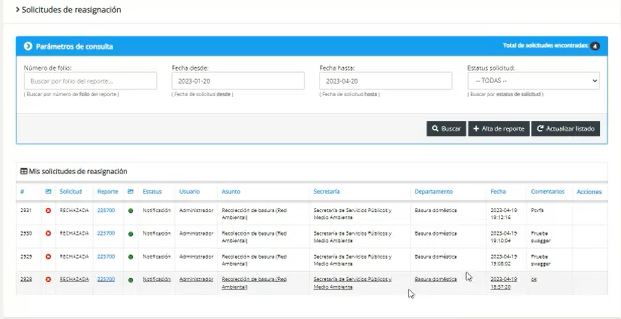 Solicitudes de reasignación
Parámetros de consulta
Total de solicitudes encontradas: 4
Número de folio:
Fecha desde:
Fecha hasta:
Estatus solicitud:
Buscar por folio del reporte...
2023-01-20
2023-04-20
-- TODAS --
( Buscar por número de folio del reporte )
( Fecha de solicitud desde )
( Fecha de solicitud hasta )
( Buscar por estatus de solicitud )
Buscar
Alta de reporte
Actualizar listado
Mis solicitudes de reasignación
# Solicitud Reporte Estatus Usuario Asunto Secretaría Departamento Fecha Comentarios Acciones
2931 RECHAZADA 225700 Notificación Administrador Recolección de basura (Red Secretaría de Servicios Públicos y Basura doméstica 2023-04-19
Ambiental) Medio Ambiente 19:12:16
2930 RECHAZADA 225700 Notificación Administrador Recolección de basura (Red Secretaría de Servicios Públicos y Basura doméstica 2023-04-19 Prueba
Ambiental) Medio Ambiente 19:10:04 swagger
2929 RECHAZADA 225700 Notificación Administrador Recolección de basura (Red Secretaría de Servicios Públicos y Basura doméstica 2023-04-19 Prueba
Ambiental) Medio Ambiente 19:08:02 swagger
2928 RECHAZADA 225700 Notificación Administrador Recolección de basura (Red Secretaría de Servicios Públicos y Basura doméstica 2023-04-19 ok
Ambiental) Medio Ambiente